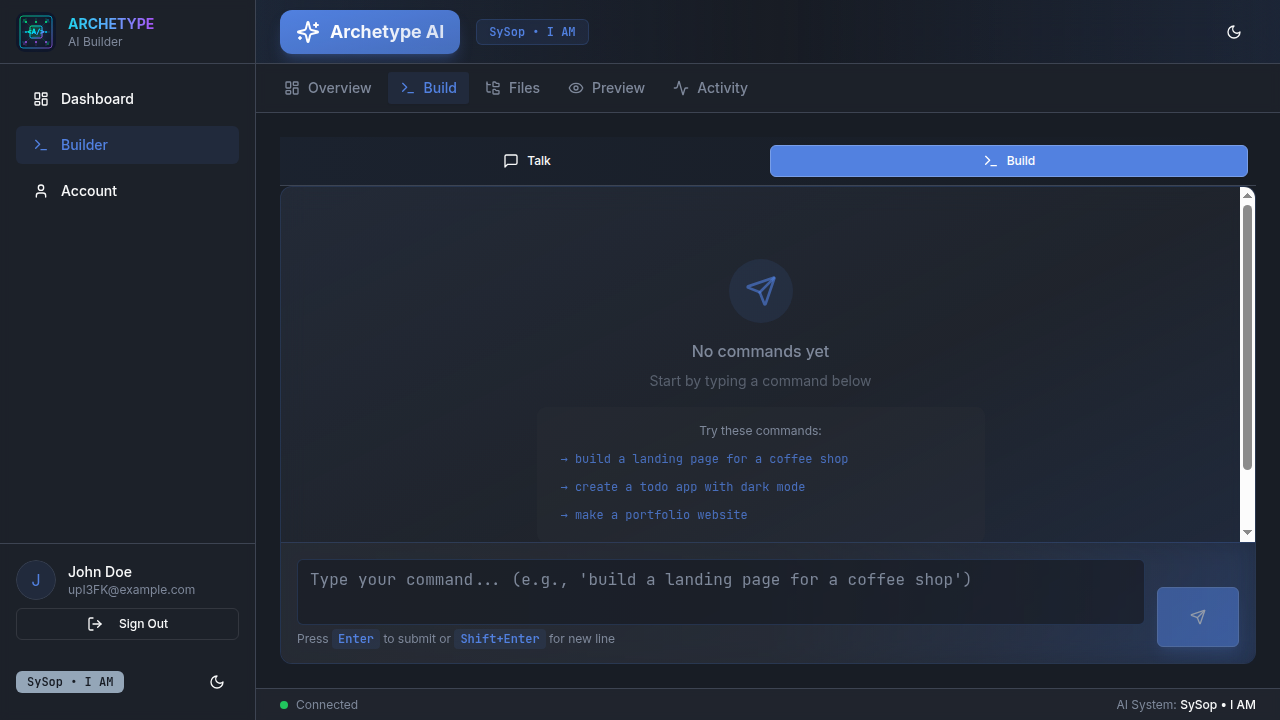 ARCHETYPE
AI Builder
Dashboard
Builder
Account
J
John Doe
upI3FK@example.com
Sign Out
SySop • I AM
Archetype AI
SySop • I AM
Overview
Build
Files
Preview
Activity
Talk
Build
No commands yet
Start by typing a command below
Try these commands:
→ build a landing page for a coffee shop
→ create a todo app with dark mode
→ make a portfolio website
Type your command... (e.g., 'build a landing page for a coffee shop')
Press Enter to submit or Shift+Enter for new line
Connected
AI System: SySop • I AM